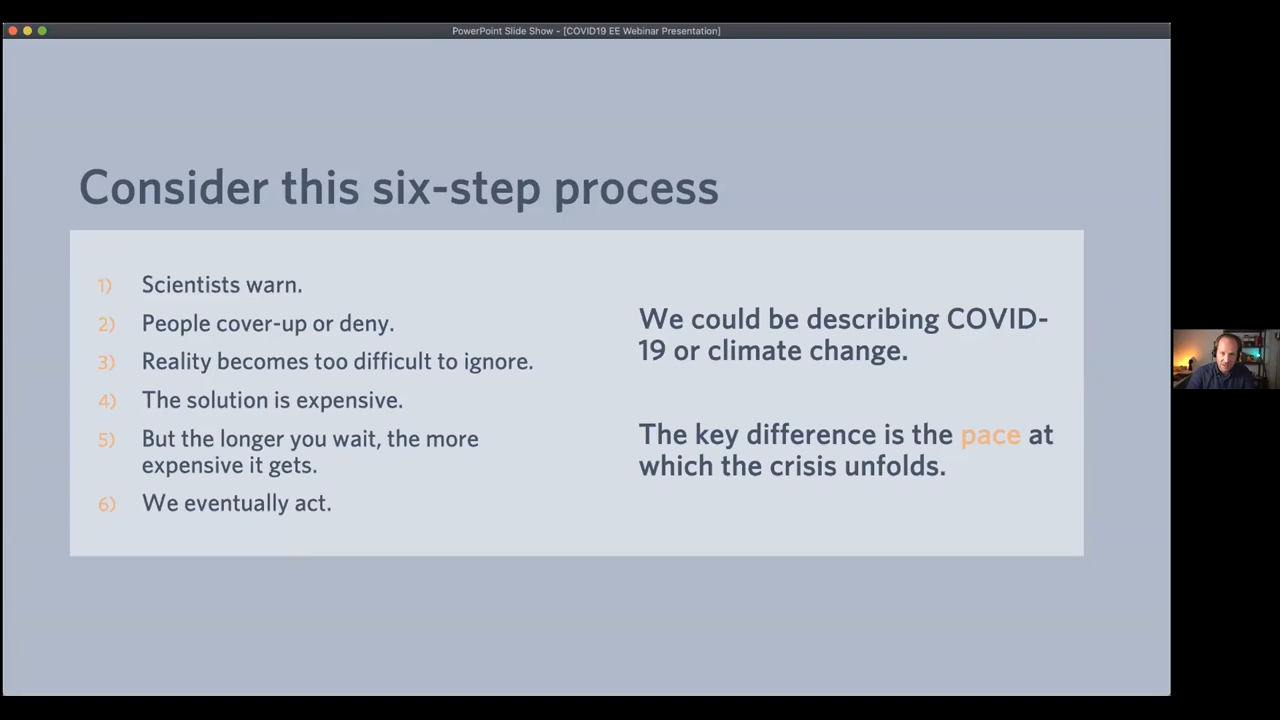 PowerPoint Slide Show - [COVID19 EE Webinar Presentation]
Consider this six-step process
1) Scientists warn.
2) People cover-up or deny.
3) Reality becomes too difficult to ignore.
4) The solution is expensive.
5) But the longer you wait, the more
expensive it gets.
6) We eventually act.
We could be describing COVID-
19 or climate change.
The key difference is the pace at
which the crisis unfolds.